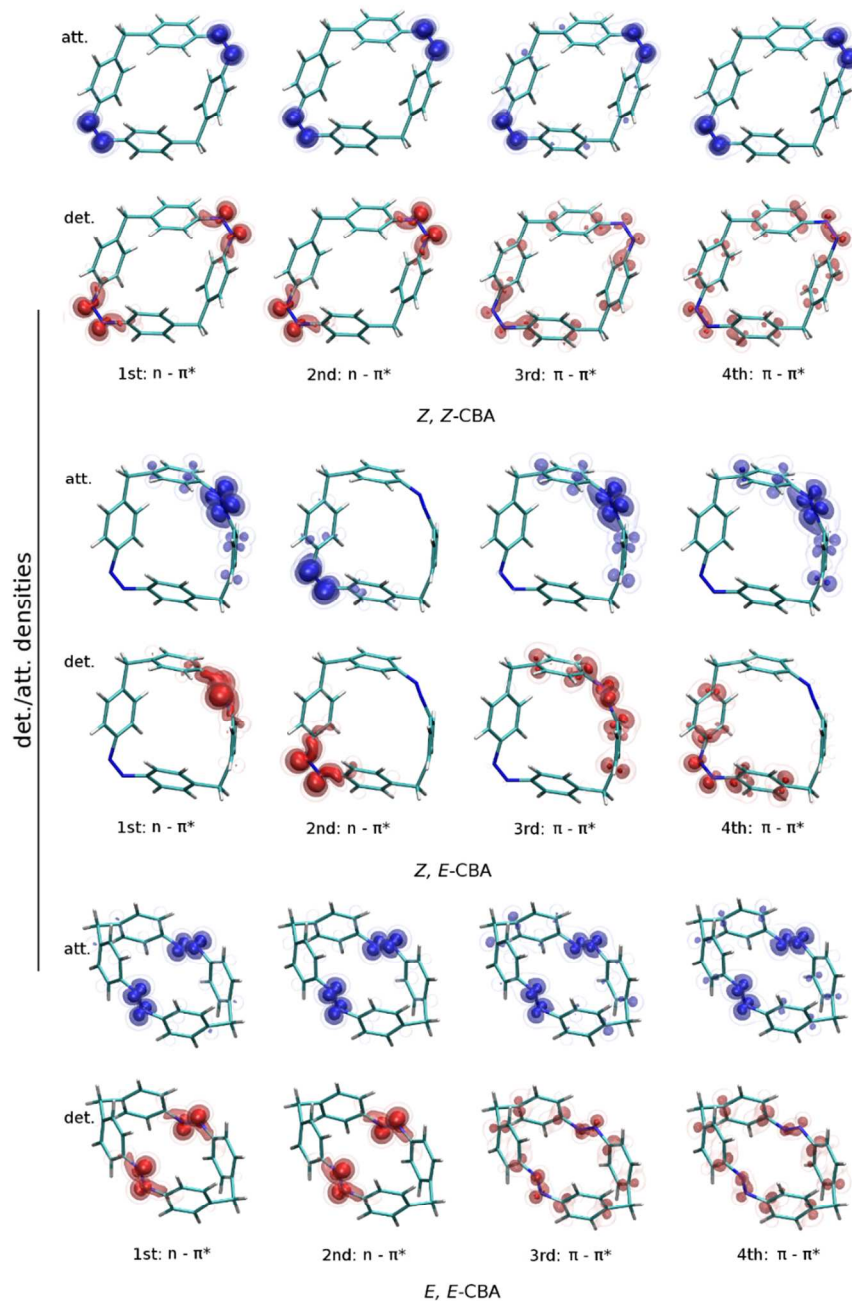 att.
det.
1st: n - π* 2nd: n - π* 3rd: π - π* 4th: π - π*
Z, Z-CBA
det./att. densities
att.
det.
1st: n - π* 2nd: n - π* 3rd: π - π* 4th: π - π*
Z, E-CBA
att.
det.
1st: n - π* 2nd: n - π* 3rd: π - π* 4th: π - π*
E, E-CBA